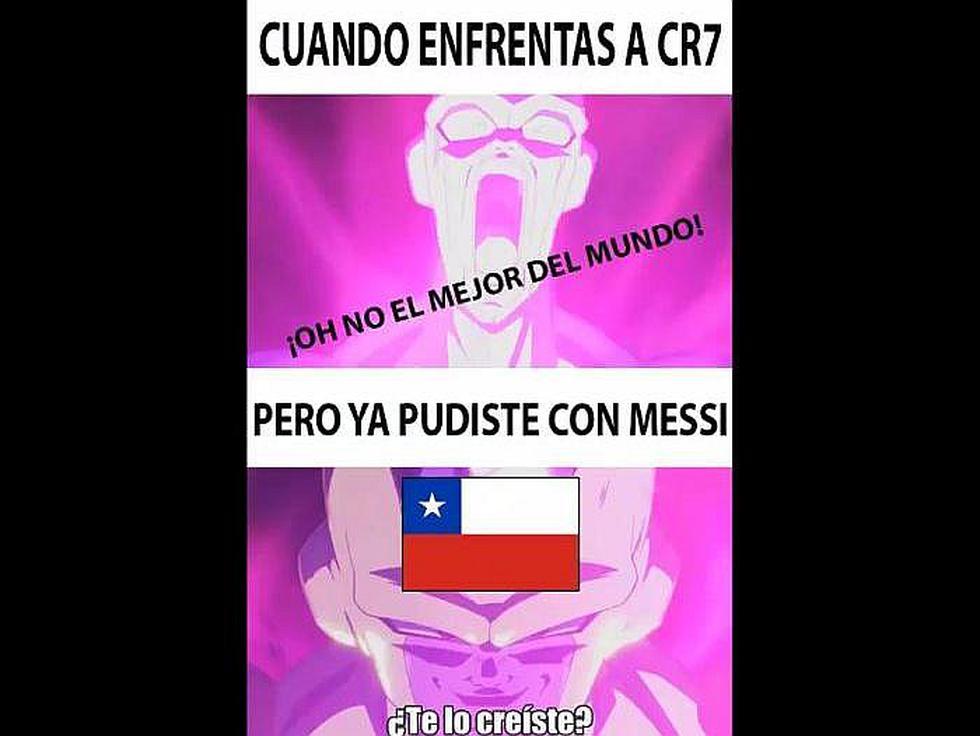 CUANDO ENFRENTAS A CR7
¡OH NO EL MEJOR DEL MUNDO!
PERO YA PUDISTE CON MESSI
¿Te lo creíste?